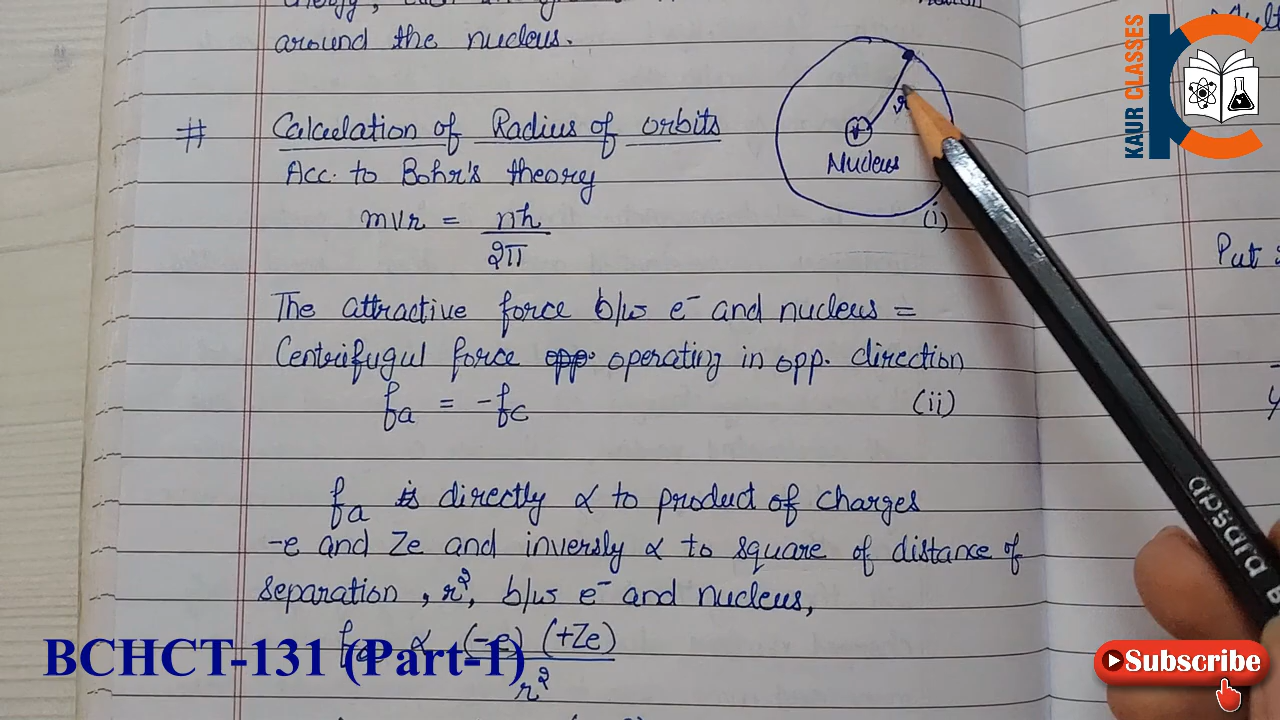 around the nucleus.
# Calculation of Radius of orbits
Acc. to Bohr's theory
mvr = nh
2π
(i)
r
Nucleus
The attractive force b/w e⁻ and nucleus =
Centrifugul force opp. operating in opp. direction
fa = -fc (ii)
fa is directly α to product of charges
-e and Ze and inversly α to square of distance of
separation, r², b/w e⁻ and nucleus,
fa α (-e) (+Ze)
r²
Put
KAUR CLASSES
apsara
BCHCT-131 (Part-1)
Subscribe